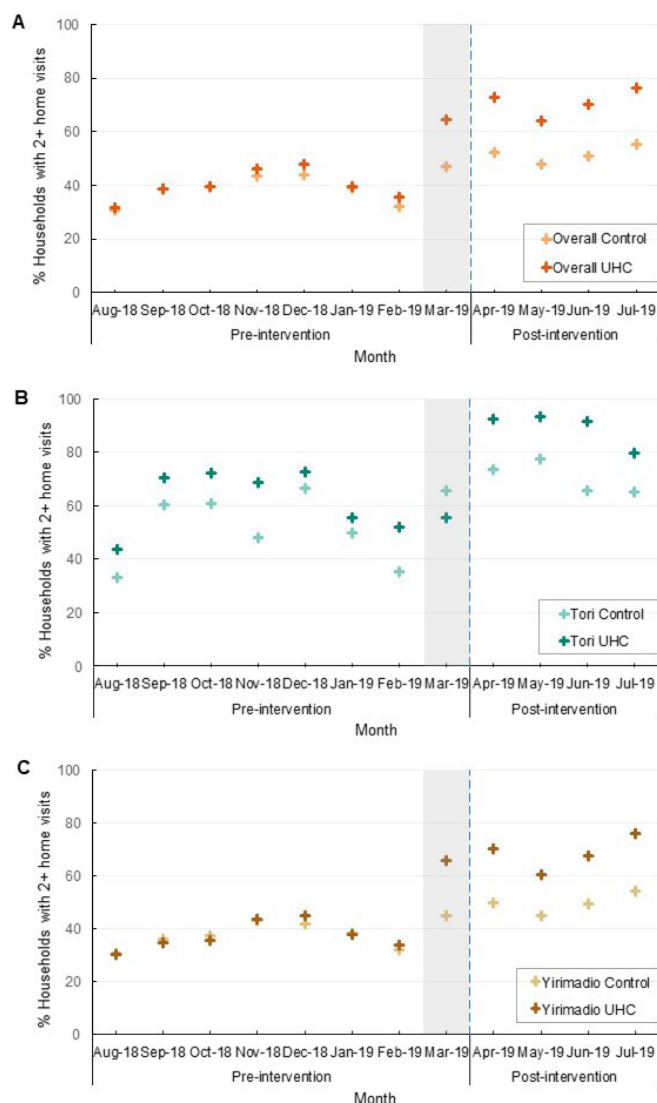 A
100
80
60
40
20
0
% Households with 2+ home visits
Overall Control
Overall UHC
Aug-18 Sep-18 Oct-18 Nov-18 Dec-18 Jan-19 Feb-19 Mar-19 Apr-19 May-19 Jun-19 Jul-19
Pre-intervention Post-intervention
Month
B
100
80
60
40
20
0
% Households with 2+ home visits
Tori Control
Tori UHC
Aug-18 Sep-18 Oct-18 Nov-18 Dec-18 Jan-19 Feb-19 Mar-19 Apr-19 May-19 Jun-19 Jul-19
Pre-intervention Post-intervention
Month
C
100
80
60
40
20
0
% Households with 2+ home visits
Yirimadio Control
Yirimadio UHC
Aug-18 Sep-18 Oct-18 Nov-18 Dec-18 Jan-19 Feb-19 Mar-19 Apr-19 May-19 Jun-19 Jul-19
Pre-intervention Post-intervention
Month